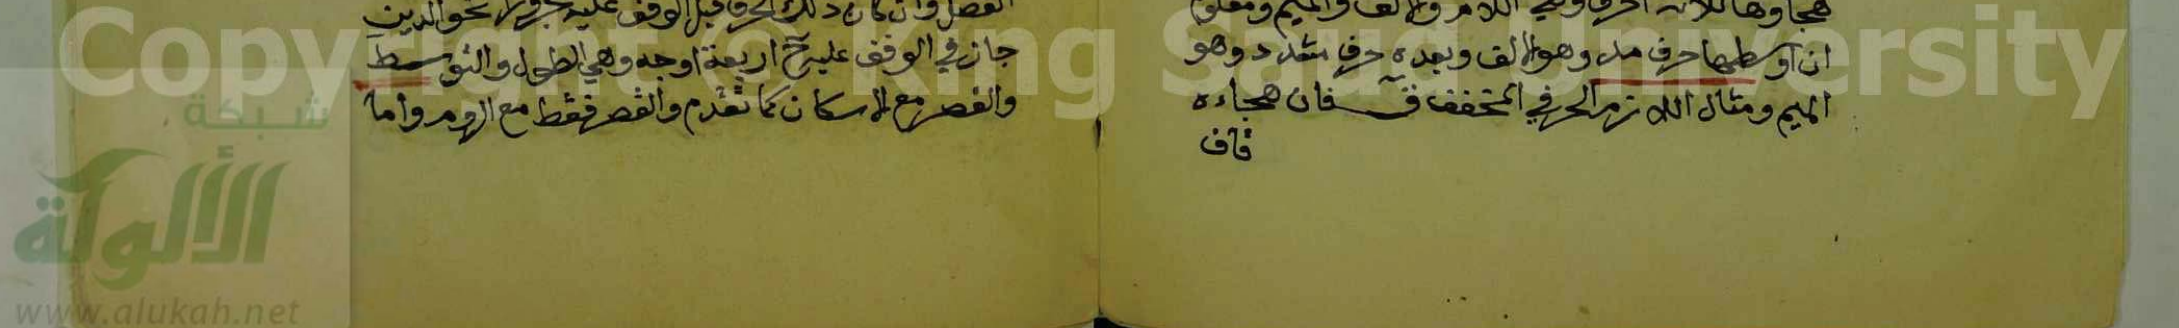 هجاؤها ثلاثة احرف وهي اللام والالف والميم ومعلوم
ان اوسطها حرف مد وهو الالف وبعده حرف مشدد وهو
الميم ومثال اللازم الحرفي المخفف ق فان هجاءه
قاف
الفصل وان كان ذلك الحرف قبل الوقف عليه مجرورا نحو الدين
جاز في الوقف عليه ح اربعة اوجه وهي الطول والتوسط
والقصر مع الاسكان كما تقدم والقصر فقط مع الروم واما
Copyright © King Saud University
شبكة
الألوكة
www.alukah.net